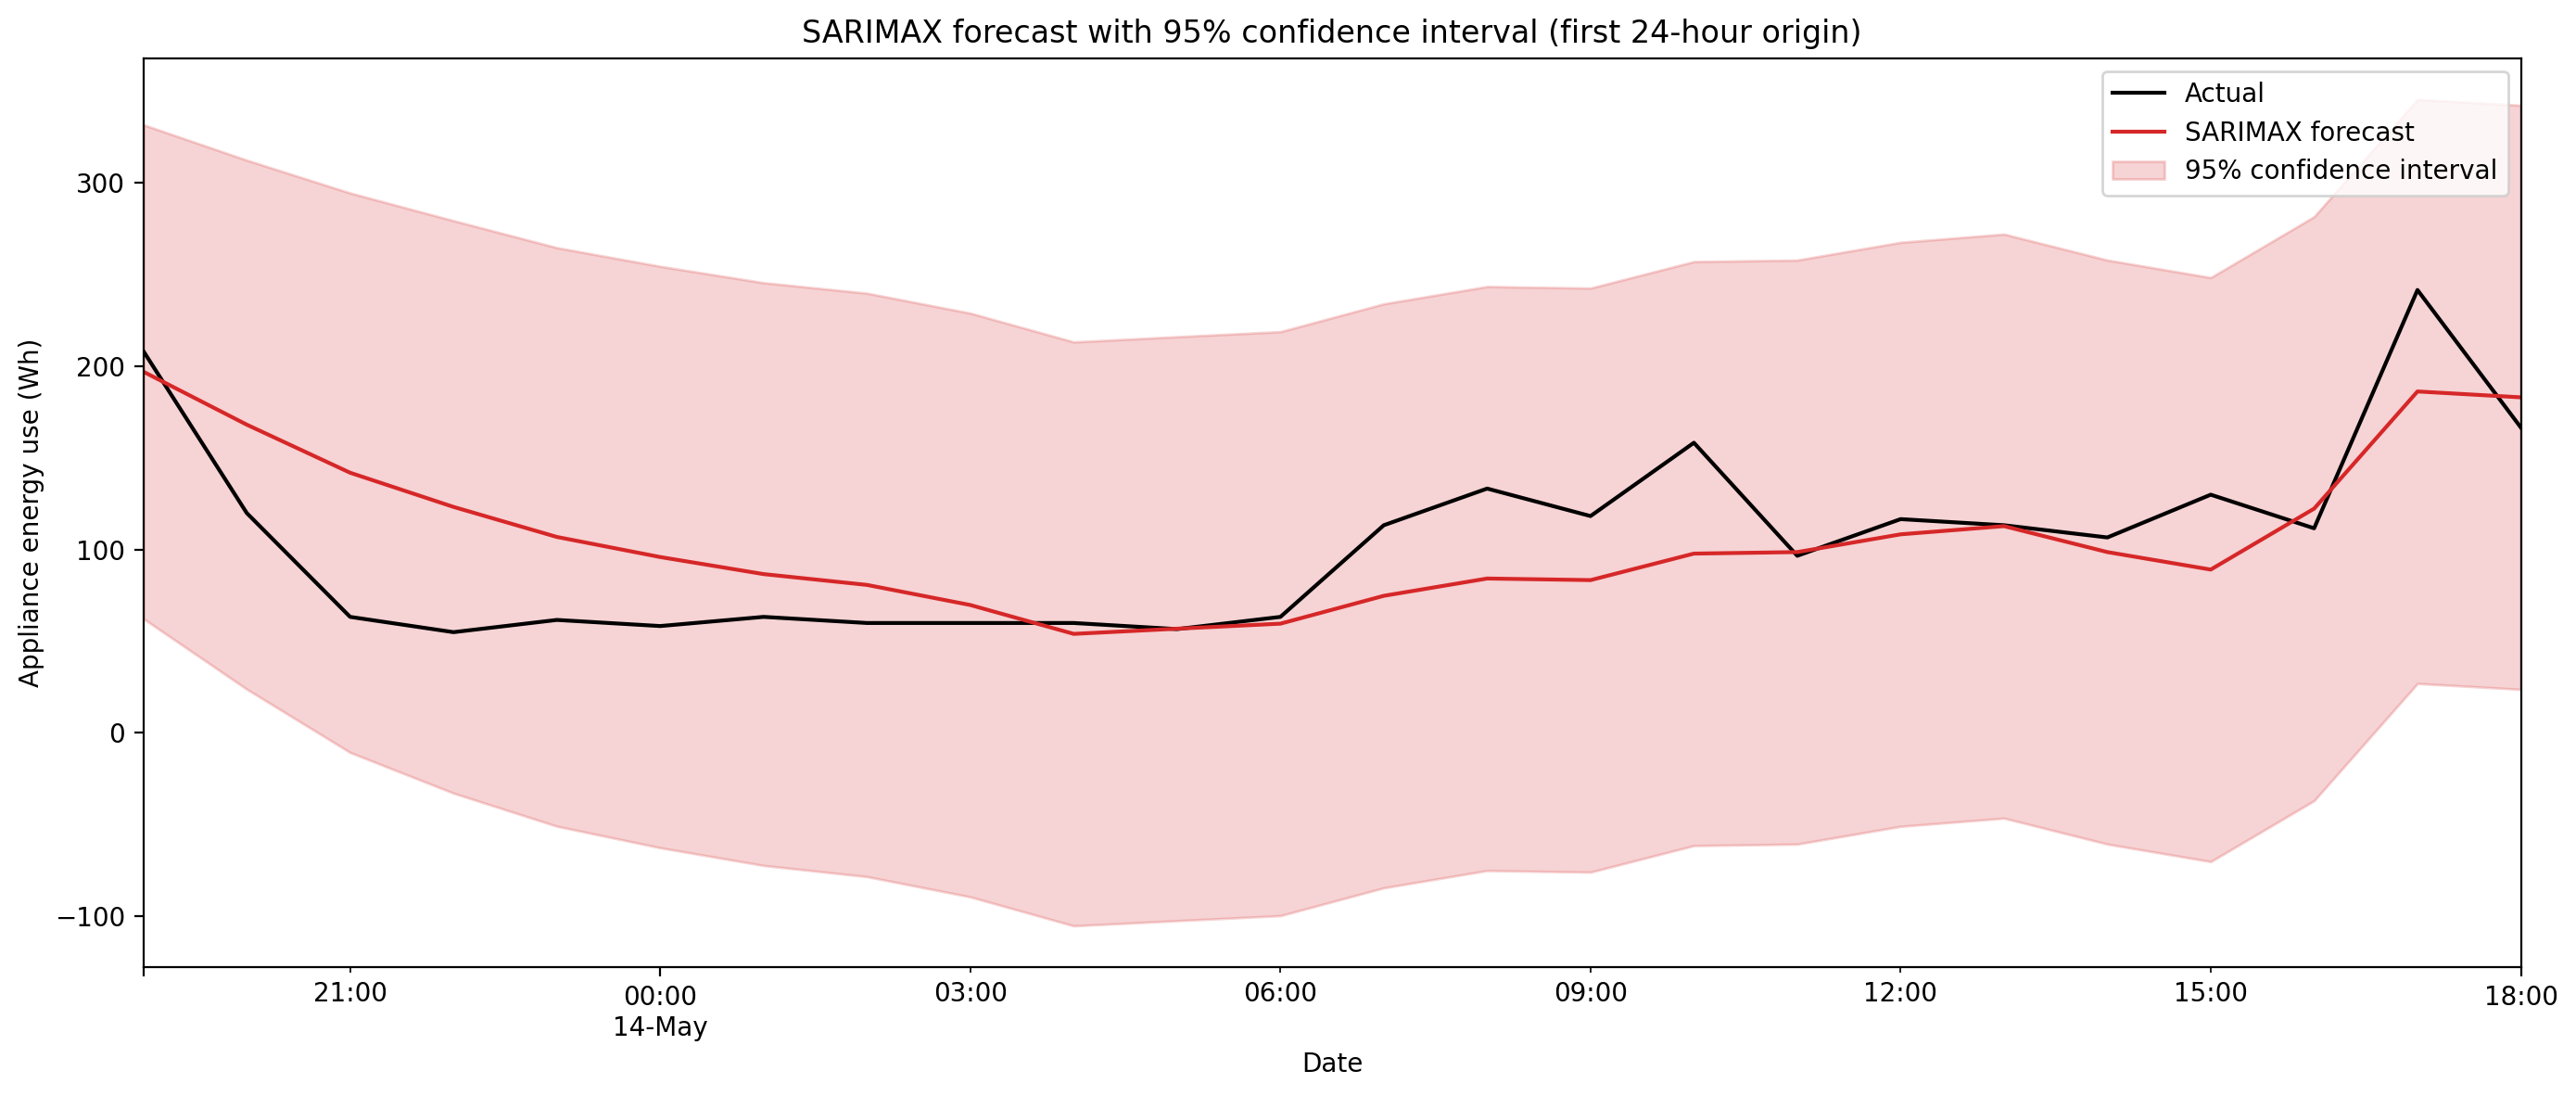 SARIMAX forecast with 95% confidence interval (first 24-hour origin)
Actual
SARIMAX forecast
95% confidence interval
Appliance energy use (Wh)
300
200
100
0
−100
21:00
00:00
14-May
03:00
06:00
09:00
12:00
15:00
18:00
Date